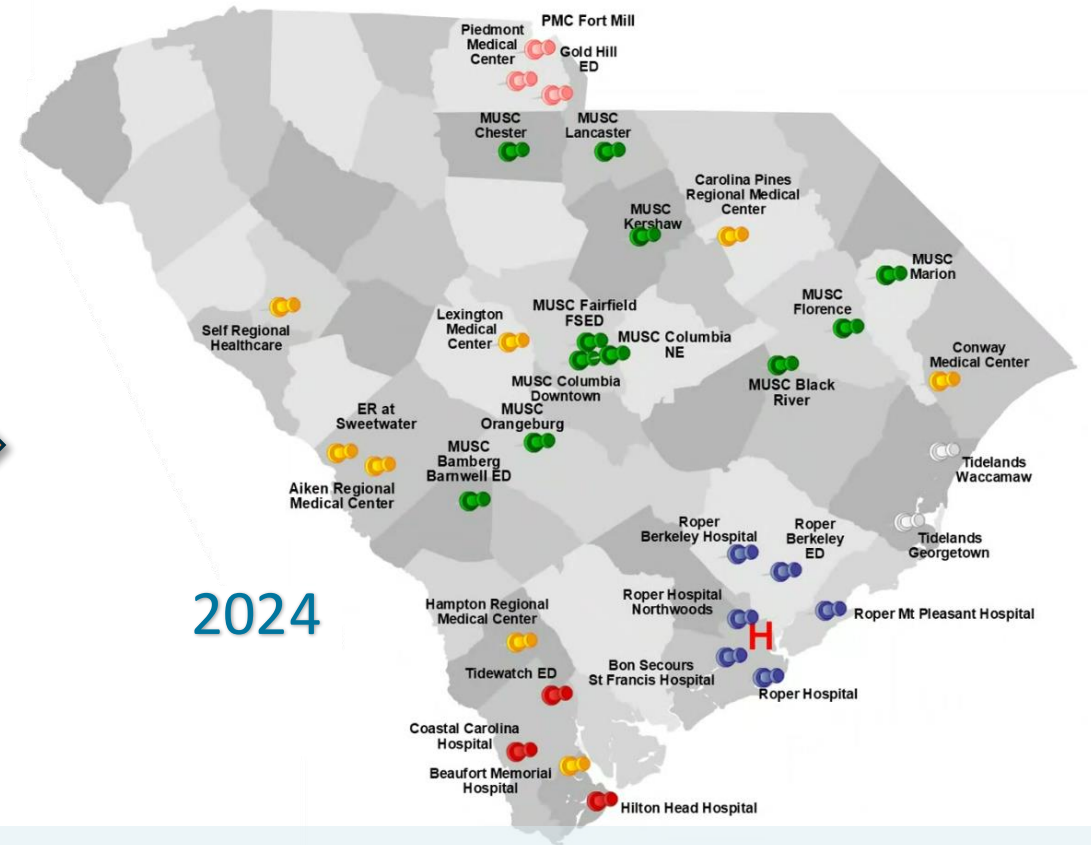 PMC Fort Mill
Piedmont
Medical
Center
Gold Hill
ED
MUSC
Chester
MUSC
Lancaster
Carolina Pines
Regional Medical
Center
MUSC
Kershaw
MUSC
Marion
MUSC
Florence
Self Regional
Healthcare
Lexington
Medical
Center
MUSC Fairfield
FSED
MUSC Columbia
NE
MUSC Columbia
Downtown
Conway
Medical Center
MUSC Black
River
ER at
Sweetwater
MUSC
Orangeburg
MUSC
Bamberg
Barnwell ED
Aiken Regional
Medical Center
Tidelands
Waccamaw
Tidelands
Georgetown
Roper
Berkeley Hospital
Roper
Berkeley
ED
2024
Hampton Regional
Medical Center
Roper Hospital
Northwoods
H
Roper Mt Pleasant Hospital
Bon Secours
St Francis Hospital
Roper Hospital
Tidewatch ED
Coastal Carolina
Hospital
Beaufort Memorial
Hospital
Hilton Head Hospital